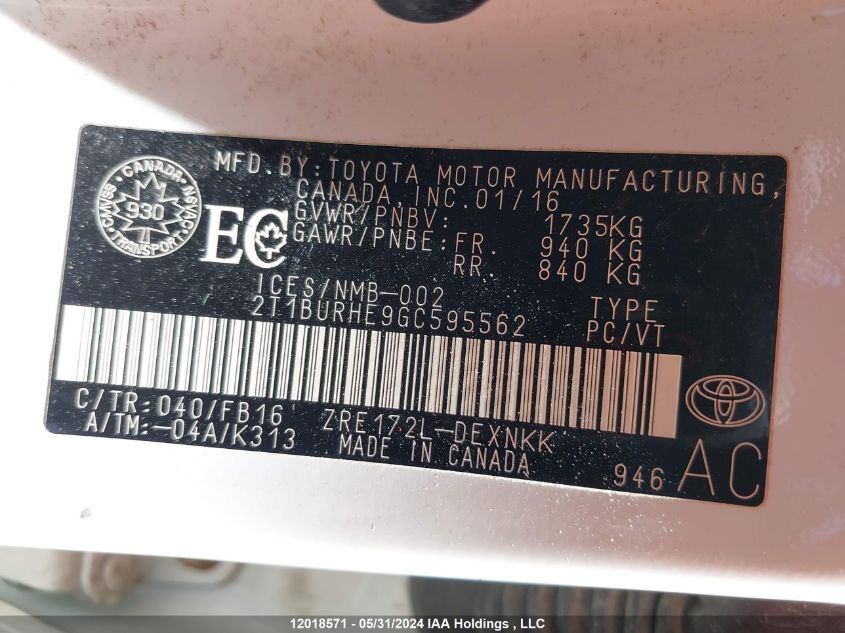 MFD.BY:TOYOTA MOTOR MANUFACTURING,
CANADA,INC.01/16
GVWR/PNBV: 1735KG
GAWR/PNBE:FR. 940 KG
RR. 840 KG
CANADA
CMVSS 930 NSVAC
TRANSPORT
EC
ICES/NMB-002
2T1BURHE9GC595562
TYPE
PC/VT
C/TR:040/FB16
A/TM:-04A/K313
ZRE172L-DEXNKK
MADE IN CANADA
946 AC
12018571 - 05/31/2024 IAA Holdings , LLC